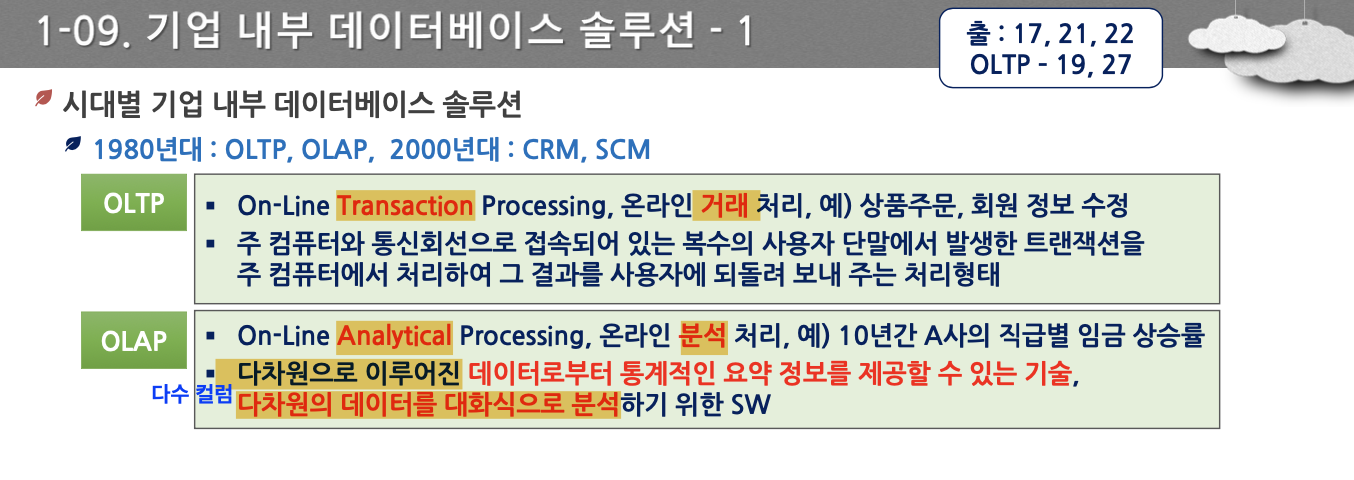 1-09. 기업 내부 데이터베이스 솔루션 - 1
출 : 17, 21, 22
OLTP - 19, 27
시대별 기업 내부 데이터베이스 솔루션
1980년대 : OLTP, OLAP, 2000년대 : CRM, SCM
OLTP
On-Line Transaction Processing, 온라인 거래 처리, 예) 상품주문, 회원 정보 수정
주 컴퓨터와 통신회선으로 접속되어 있는 복수의 사용자 단말에서 발생한 트랜잭션을
주 컴퓨터에서 처리하여 그 결과를 사용자에 되돌려 보내 주는 처리형태
OLAP
On-Line Analytical Processing, 온라인 분석 처리, 예) 10년간 A사의 직급별 임금 상승률
다차원으로 이루어진 데이터로부터 통계적인 요약 정보를 제공할 수 있는 기술,
다수 컬럼
다차원의 데이터를 대화식으로 분석하기 위한 SW